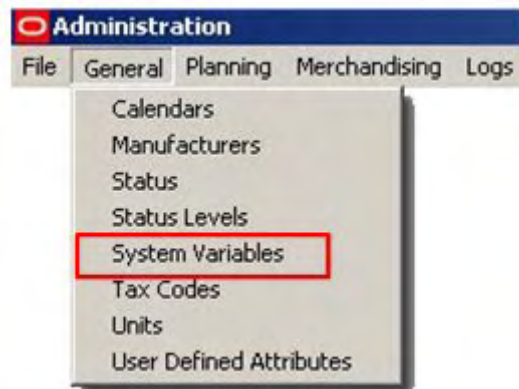 Administration
File General Planning Merchandising Logs
Calendars
Manufacturers
Status
Status Levels
System Variables
Tax Codes
Units
User Defined Attributes